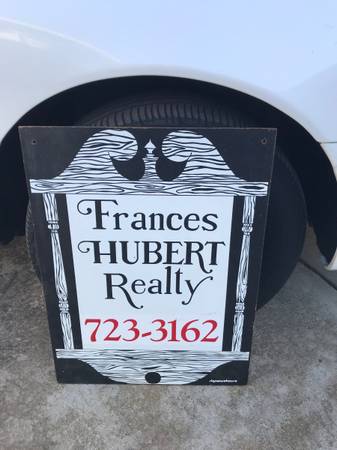 Frances
HUBERT
Realty
723-3162